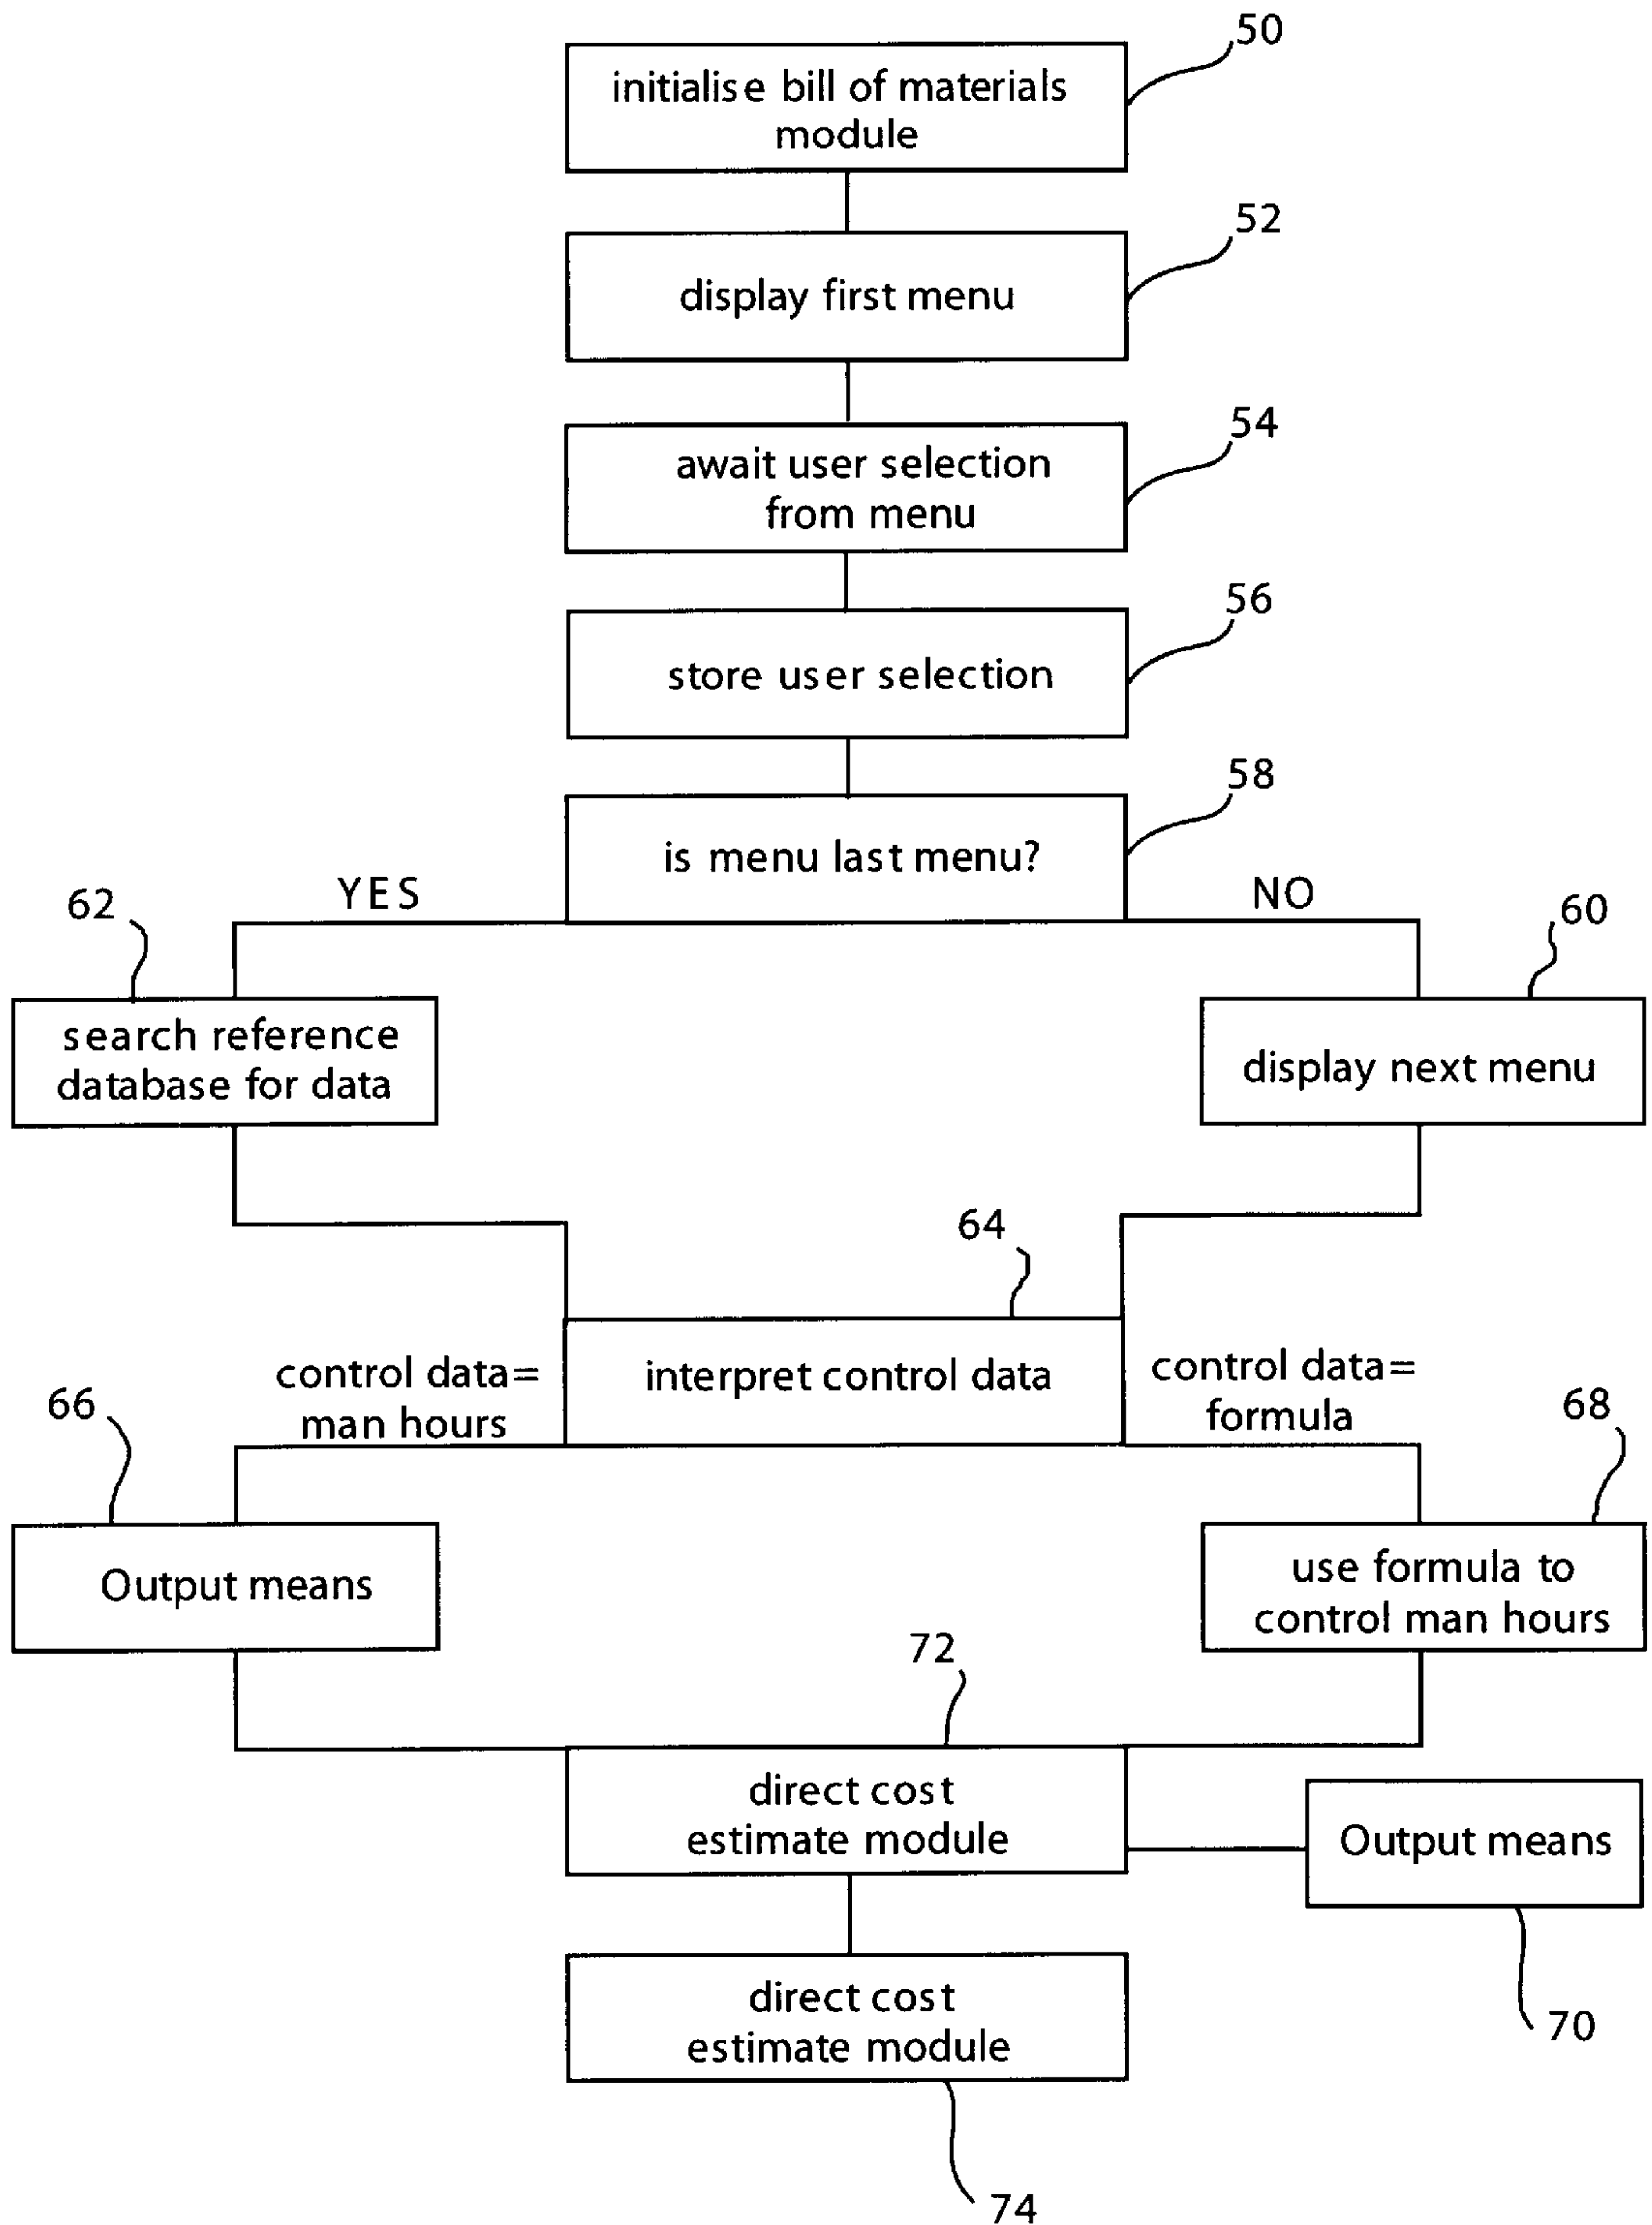 50
initialise bill of materials
module
52
display first menu
54
await user selection
from menu
56
store user selection
58
is menu last menu?
YES
NO
62
60
search reference
database for data
display next menu
64
interpret control data
control data=
man hours
control data=
formula
66
68
Output means
use formula to
control man hours
72
direct cost
estimate module
Output means
70
direct cost
estimate module
74